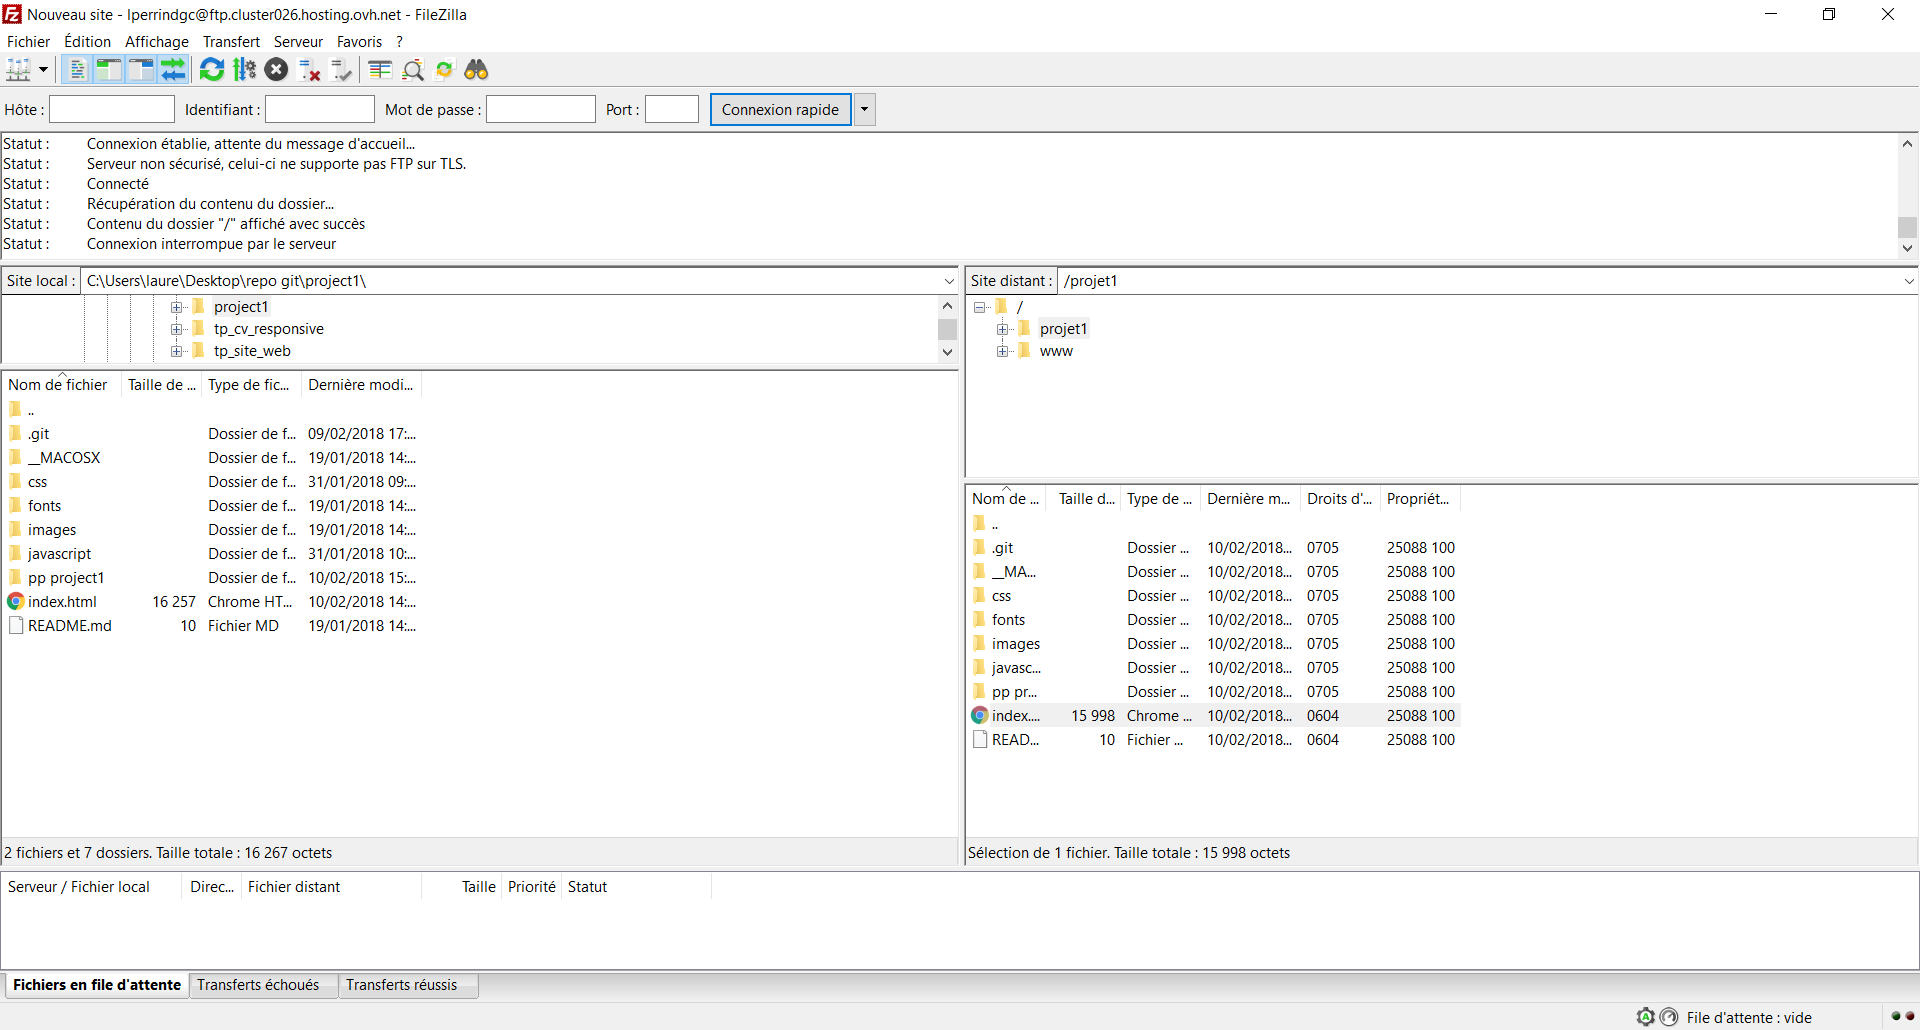 Nouveau site - lperrindgc@ftp.cluster026.hosting.ovh.net - FileZilla
Fichier Édition Affichage Transfert Serveur Favoris ?
Hôte : Identifiant : Mot de passe : Port : Connexion rapide
Statut : Connexion établie, attente du message d'accueil...
Statut : Serveur non sécurisé, celui-ci ne supporte pas FTP sur TLS.
Statut : Connecté
Statut : Récupération du contenu du dossier...
Statut : Contenu du dossier "/" affiché avec succès
Statut : Connexion interrompue par le serveur
Site local : C:\Users\laure\Desktop\repo git\project1\
project1
tp_cv_responsive
tp_site_web
Nom de fichier Taille de ... Type de fic... Dernière modi...
..
.git Dossier de f... 09/02/2018 17:...
__MACOSX Dossier de f... 19/01/2018 14:...
css Dossier de f... 31/01/2018 09:...
fonts Dossier de f... 19/01/2018 14:...
images Dossier de f... 19/01/2018 14:...
javascript Dossier de f... 31/01/2018 10:...
pp project1 Dossier de f... 10/02/2018 15:...
index.html 16 257 Chrome HT... 10/02/2018 14:...
README.md 10 Fichier MD 19/01/2018 14:...
2 fichiers et 7 dossiers. Taille totale : 16 267 octets
Site distant : /projet1
/
projet1
www
Nom de ... Taille d... Type de ... Dernière m... Droits d'... Propriét...
..
.git Dossier ... 10/02/2018... 0705 25088 100
__MA... Dossier ... 10/02/2018... 0705 25088 100
css Dossier ... 10/02/2018... 0705 25088 100
fonts Dossier ... 10/02/2018... 0705 25088 100
images Dossier ... 10/02/2018... 0705 25088 100
javasc... Dossier ... 10/02/2018... 0705 25088 100
pp pr... Dossier ... 10/02/2018... 0705 25088 100
index.... 15 998 Chrome ... 10/02/2018... 0604 25088 100
READ... 10 Fichier ... 10/02/2018... 0604 25088 100
Sélection de 1 fichier. Taille totale : 15 998 octets
Serveur / Fichier local Direc... Fichier distant Taille Priorité Statut
Fichiers en file d'attente Transferts échoués Transferts réussis
File d'attente : vide